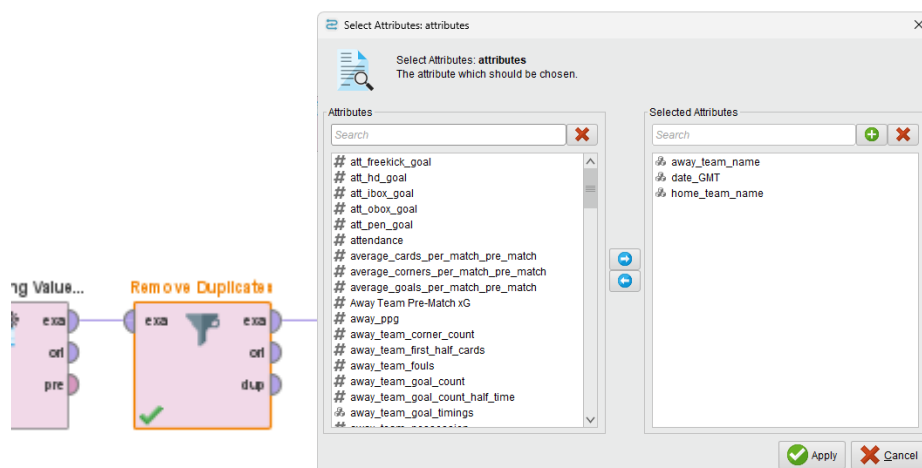 Select Attributes: attributes
Select Attributes: attributes
The attribute which should be chosen.
Attributes
Search
att_freekick_goal
att_hd_goal
att_ibox_goal
att_obox_goal
att_pen_goal
attendance
average_cards_per_match_pre_match
average_corners_per_match_pre_match
average_goals_per_match_pre_match
Away Team Pre-Match xG
away_ppg
away_team_corner_count
away_team_first_half_cards
away_team_fouls
away_team_goal_count
away_team_goal_count_half_time
away_team_goal_timings
Selected Attributes
Search
away_team_name
date_GMT
home_team_name
Apply
Cancel
ng Value...
exa
ori
pre
Remove Duplicates
exa
exa
ori
dup